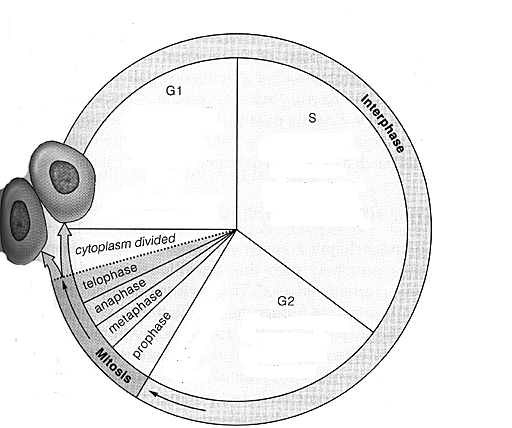 G1
S
Interphase
cytoplasm divided
telophase
anaphase
metaphase
prophase
G2
Mitosis